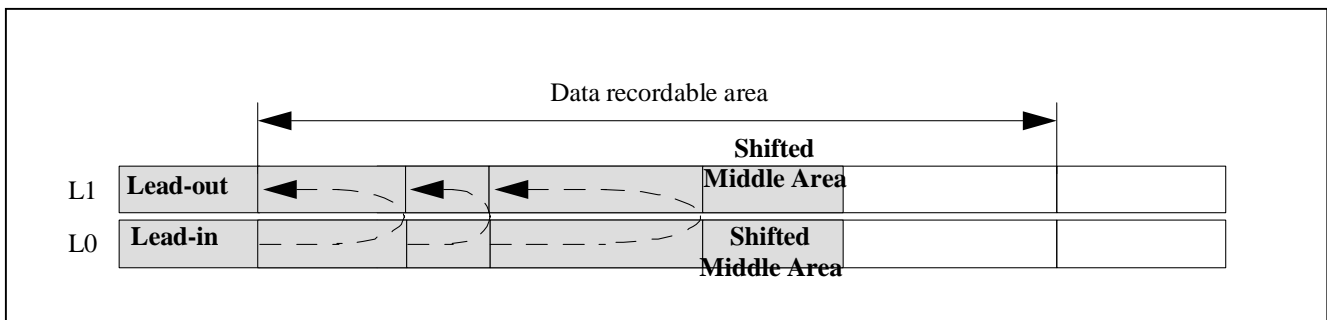 Data recordable area
Shifted
Middle Area
L1 Lead-out
L0 Lead-in
Shifted
Middle Area